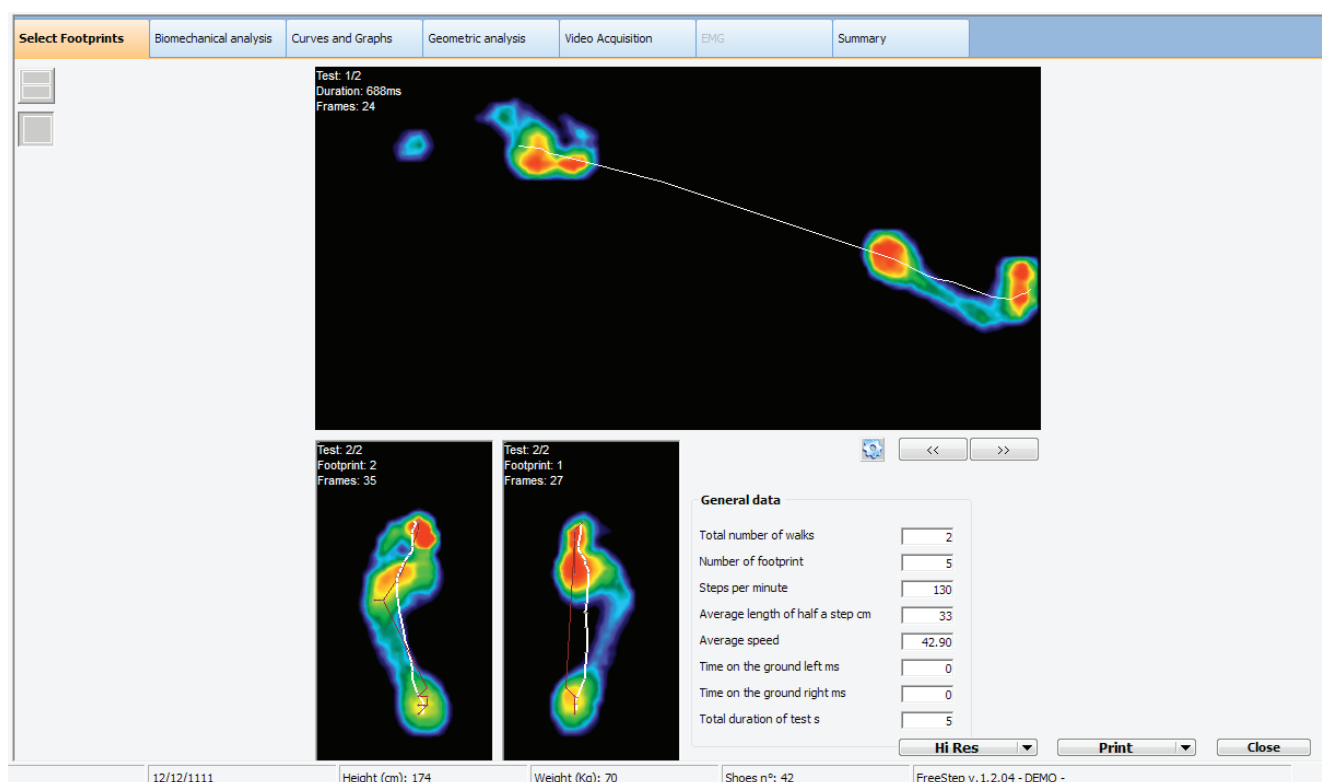 Select Footprints Biomechanical analysis Curves and Graphs Geometric analysis Video Acquisition EMG Summary
Test: 1/2
Duration: 688ms
Frames: 24
Test: 2/2
Footprint: 2
Frames: 35
Test: 2/2
Footprint: 1
Frames: 27
<< >>
General data
Total number of walks 2
Number of footprint 5
Steps per minute 130
Average length of half a step cm 33
Average speed 42.90
Time on the ground left ms 0
Time on the ground right ms 0
Total duration of test s 5
Hi Res Print Close
12/12/1111 Height (cm): 174 Weight (Kg): 70 Shoes n°: 42 FreeStep v.1.2.04 - DEMO -